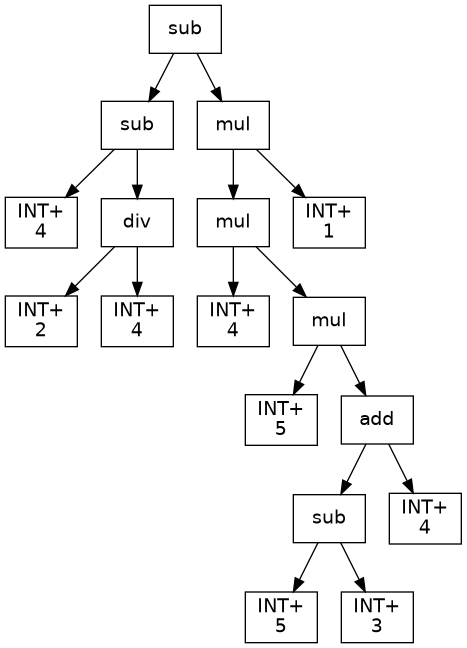 sub
sub
mul
INT+
4
div
mul
INT+
1
INT+
2
INT+
4
INT+
4
mul
INT+
5
add
sub
INT+
4
INT+
5
INT+
3